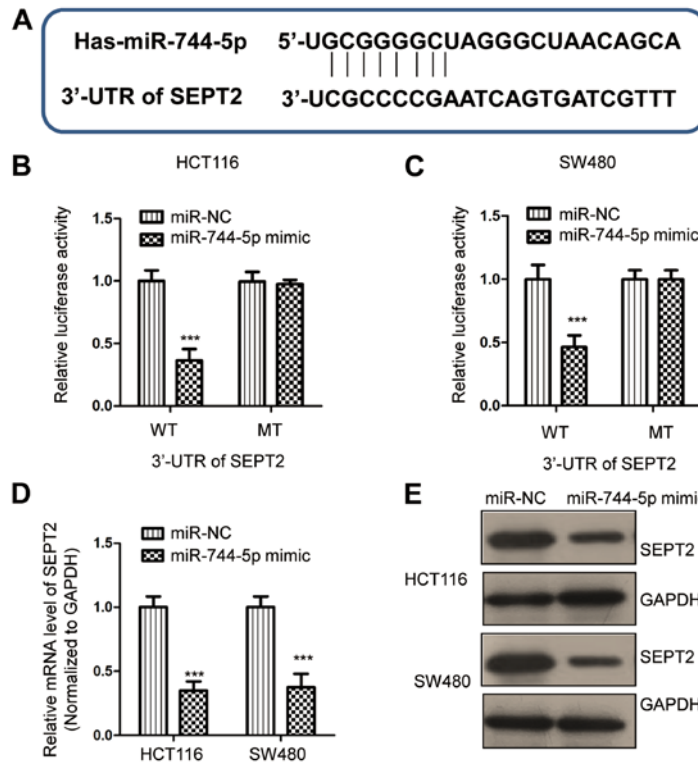 A
Has-miR-744-5p 5’-UGCGGGGCUAGGGCUAACAGCA
3’-UTR of SEPT2 3’-UCGCCCCGAATCAGTGATCGTTT
B
HCT116
miR-NC
miR-744-5p mimic
Relative luciferase activity
1.5
1.0
0.5
0.0
***
WT MT
3’-UTR of SEPT2
C
SW480
miR-NC
miR-744-5p mimic
Relative luciferase activity
1.5
1.0
0.5
0.0
***
WT MT
3’-UTR of SEPT2
D
miR-NC
miR-744-5p mimic
Relative mRNA level of SEPT2
(Normalized to GAPDH)
1.5
1.0
0.5
0.0
*** ***
HCT116 SW480
E
miR-NC miR-744-5p mimi
HCT116
SEPT2
GAPDH
SW480
SEPT2
GAPDH